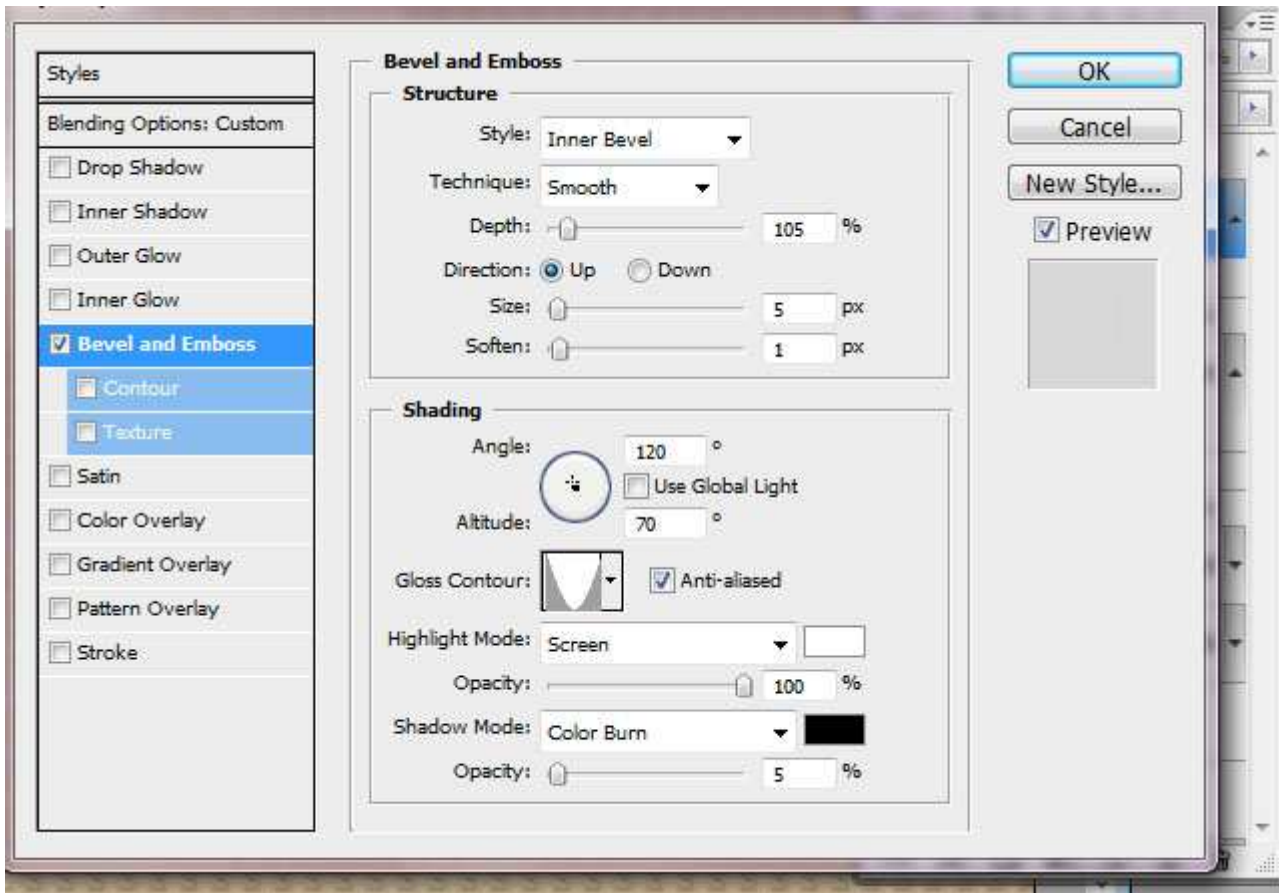 Styles
Blending Options: Custom
Drop Shadow
Inner Shadow
Outer Glow
Inner Glow
Bevel and Emboss
Contour
Texture
Satin
Color Overlay
Gradient Overlay
Pattern Overlay
Stroke
Bevel and Emboss
Structure
Style: Inner Bevel
Technique: Smooth
Depth: 105 %
Direction: Up Down
Size: 5 px
Soften: 1 px
Shading
Angle: 120 °
Use Global Light
Altitude: 70 °
Gloss Contour: Anti-aliased
Highlight Mode: Screen
Opacity: 100 %
Shadow Mode: Color Burn
Opacity: 5 %
OK
Cancel
New Style...
Preview